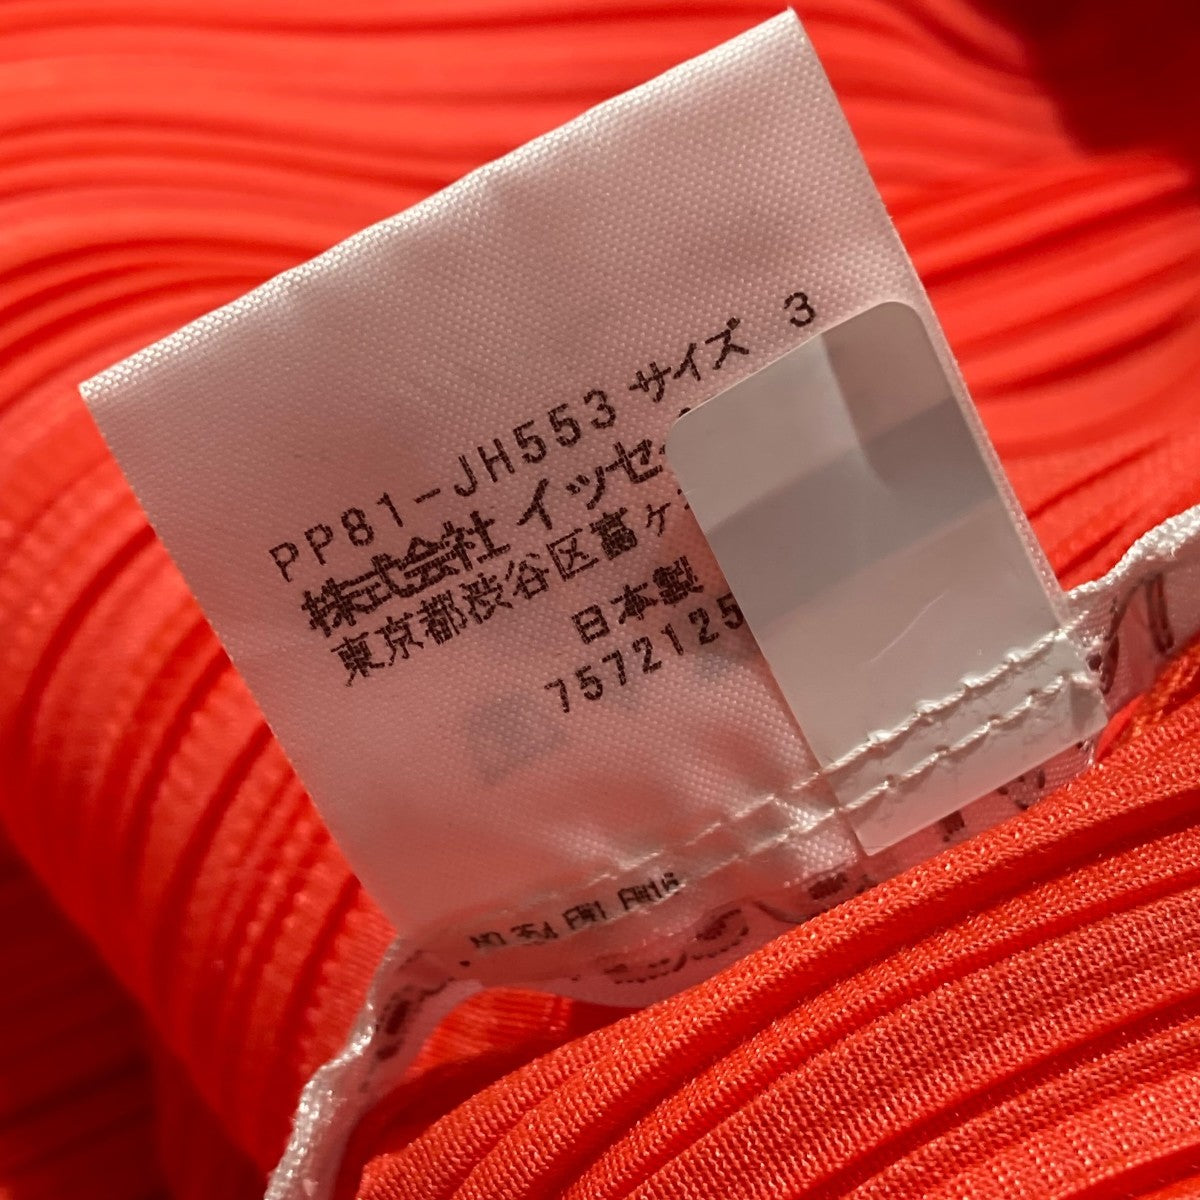 PP81-JH553 サイズ 3
株式会社 イッセ
東京都渋谷区富ケ
日本製
7572125